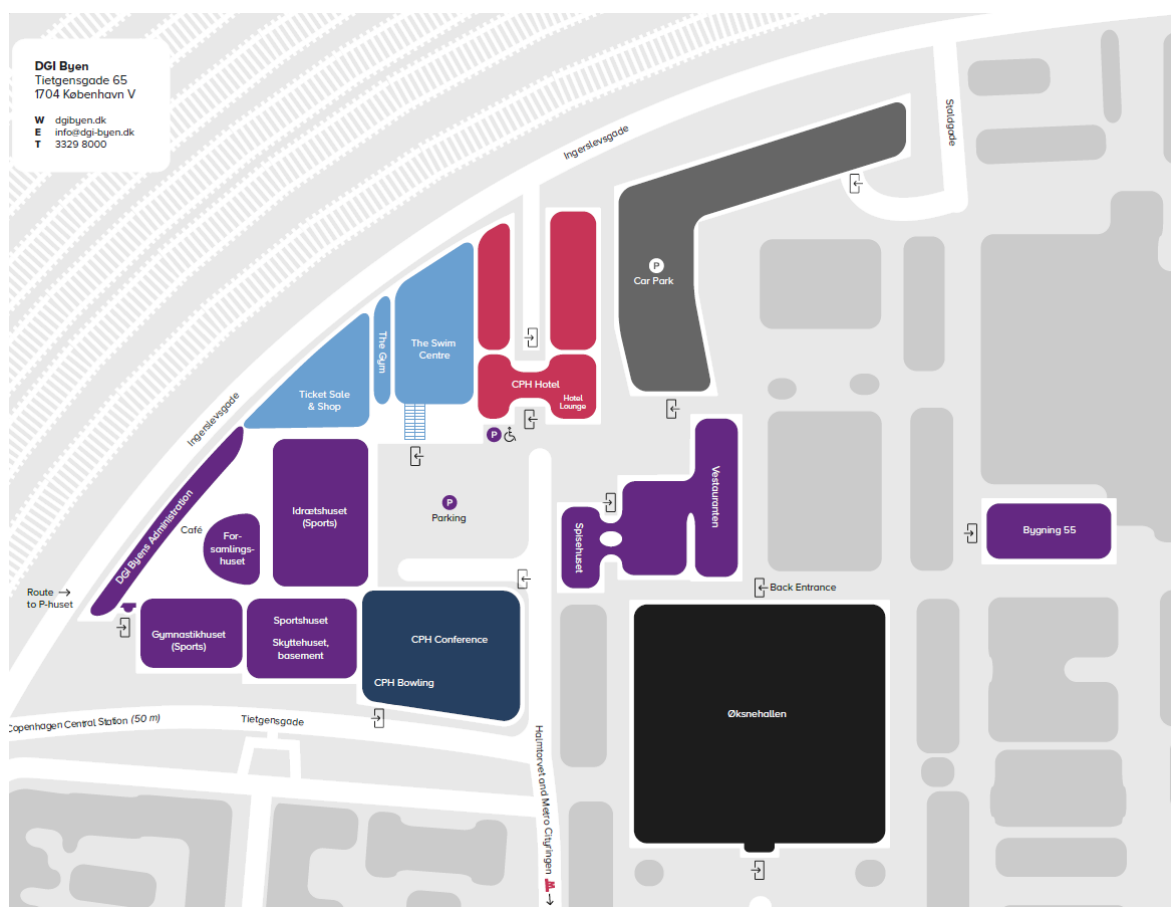 DGI Byen
Tietgensgade 65
1704 København V
W dgibyen.dk
E info@dgi-byen.dk
T 3329 8000
Ingerslevsgade
Staldgade
P
Car Park
The Swim
Centre
The Gym
Ticket Sale
& Shop
CPH Hotel
Hotel
Lounge
P
Ingerslevsgade
DGI Byens Administration
Café
For-
samlings-
huset
Idrætshuset
(Sports)
P
Parking
Spisehuset
Vestauranten
Bygning 55
Back Entrance
Route →
to P-huset
Gymnastikhuset
(Sports)
Sportshuset
Skyttehuset,
basement
CPH Conference
CPH Bowling
Øksnehallen
Copenhagen Central Station (50 m)
Tietgensgade
Halmtorvet and Metro Cityringen M →